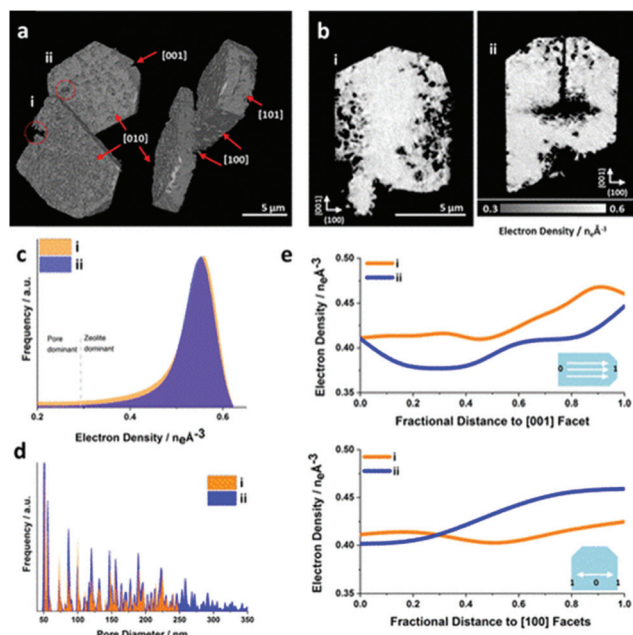 a
ii
[001]
i
[010]
[101]
[100]
5 μm
b
i
ii
[001]
(100)
5 μm
[001]
(100)
0.3
0.6
Electron Density / nₑÅ⁻³
c
i
ii
Frequency / a.u.
Pore dominant
Zeolite dominant
0.2 0.4 0.6
Electron Density / nₑÅ⁻³
d
i
ii
Frequency / a.u.
50 100 150 200 250 300 350
Pore Diameter / nm
e
i
ii
Electron Density / nₑÅ⁻³
0.50
0.45
0.40
0.35
0 1
0.0 0.2 0.4 0.6 0.8 1.0
Fractional Distance to [001] Facet
i
ii
Electron Density / nₑÅ⁻³
0.50
0.45
0.40
0.35
1 0 1
0.0 0.2 0.4 0.6 0.8 1.0
Fractional Distance to [100] Facets